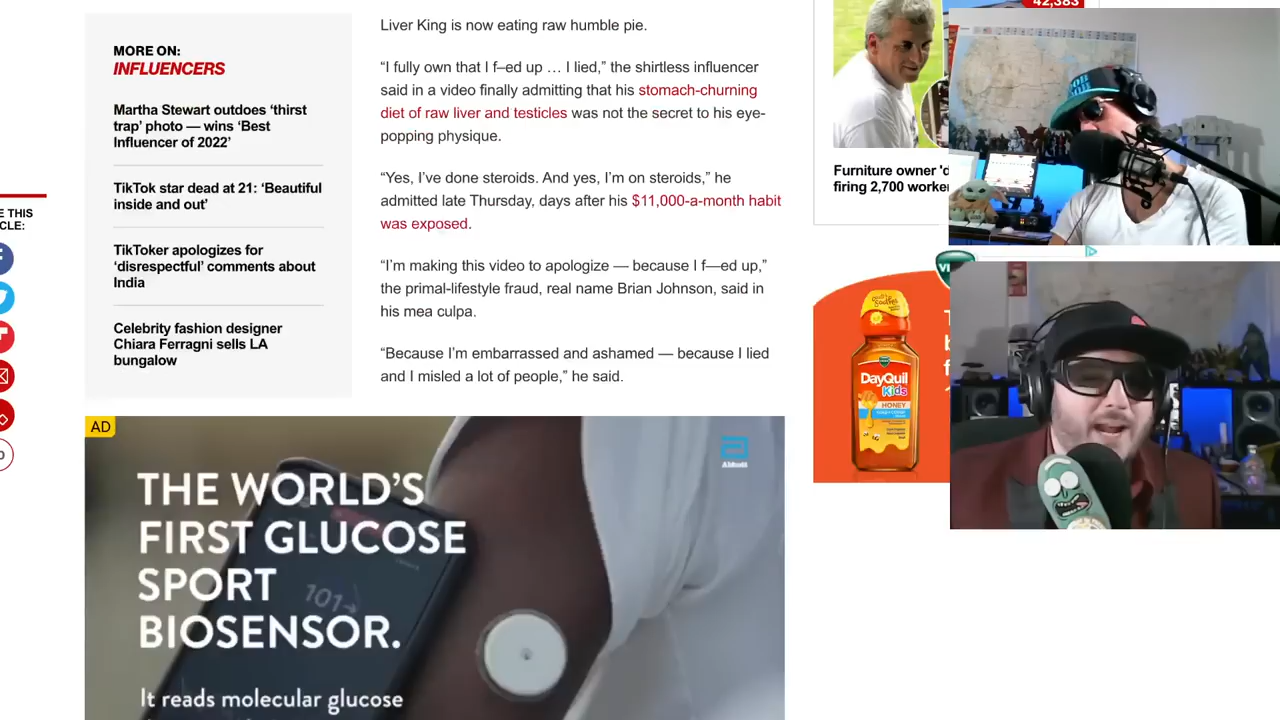 E THIS
CLE:
MORE ON:
INFLUENCERS
Martha Stewart outdoes ‘thirst
trap’ photo — wins ‘Best
Influencer of 2022’
TikTok star dead at 21: ‘Beautiful
inside and out’
TikToker apologizes for
‘disrespectful’ comments about
India
Celebrity fashion designer
Chiara Ferragni sells LA
bungalow
Liver King is now eating raw humble pie.
“I fully own that I f–ed up … I lied,” the shirtless influencer
said in a video finally admitting that his stomach-churning
diet of raw liver and testicles was not the secret to his eye-
popping physique.
“Yes, I’ve done steroids. And yes, I’m on steroids,” he
admitted late Thursday, days after his $11,000-a-month habit
was exposed.
“I’m making this video to apologize — because I f—ed up,”
the primal-lifestyle fraud, real name Brian Johnson, said in
his mea culpa.
“Because I’m embarrassed and ashamed — because I lied
and I misled a lot of people,” he said.
AD
Abbott
THE WORLD’S
FIRST GLUCOSE
SPORT
BIOSENSOR.
101→
It reads molecular glucose
42,383
Furniture owner 'd
firing 2,700 worke
DayQuil
Kids
HONEY